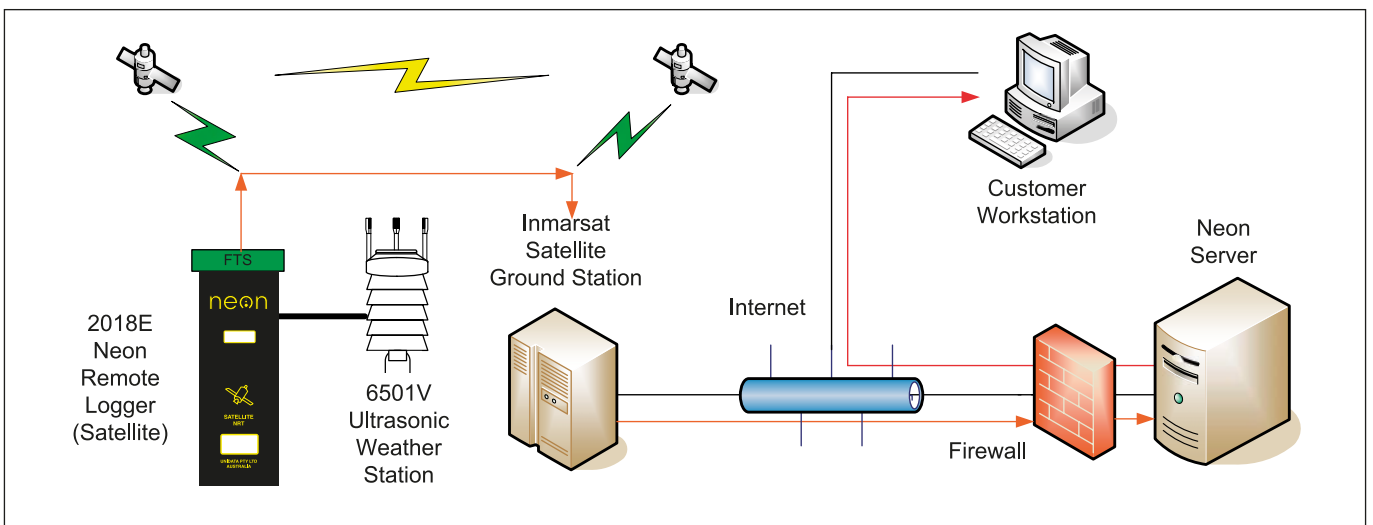 FTS
neon
SATELLITE
NRT
UNIDATA PTY LTD
AUSTRALIA
2018E
Neon
Remote
Logger
(Satellite)
6501V
Ultrasonic
Weather
Station
Inmarsat
Satellite
Ground Station
Internet
Customer
Workstation
Firewall
Neon
Server